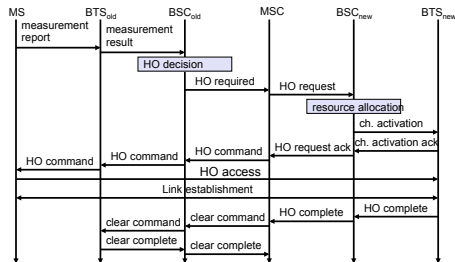 MS BTSold BSCold MSC BSCnew BTSnew
measurement
report
measurement
result
HO decision
HO required
HO request
resource allocation
ch. activation
ch. activation ack
HO request ack
HO command
HO command
HO command
HO access
Link establishment
HO complete
HO complete
clear command
clear command
clear complete
clear complete